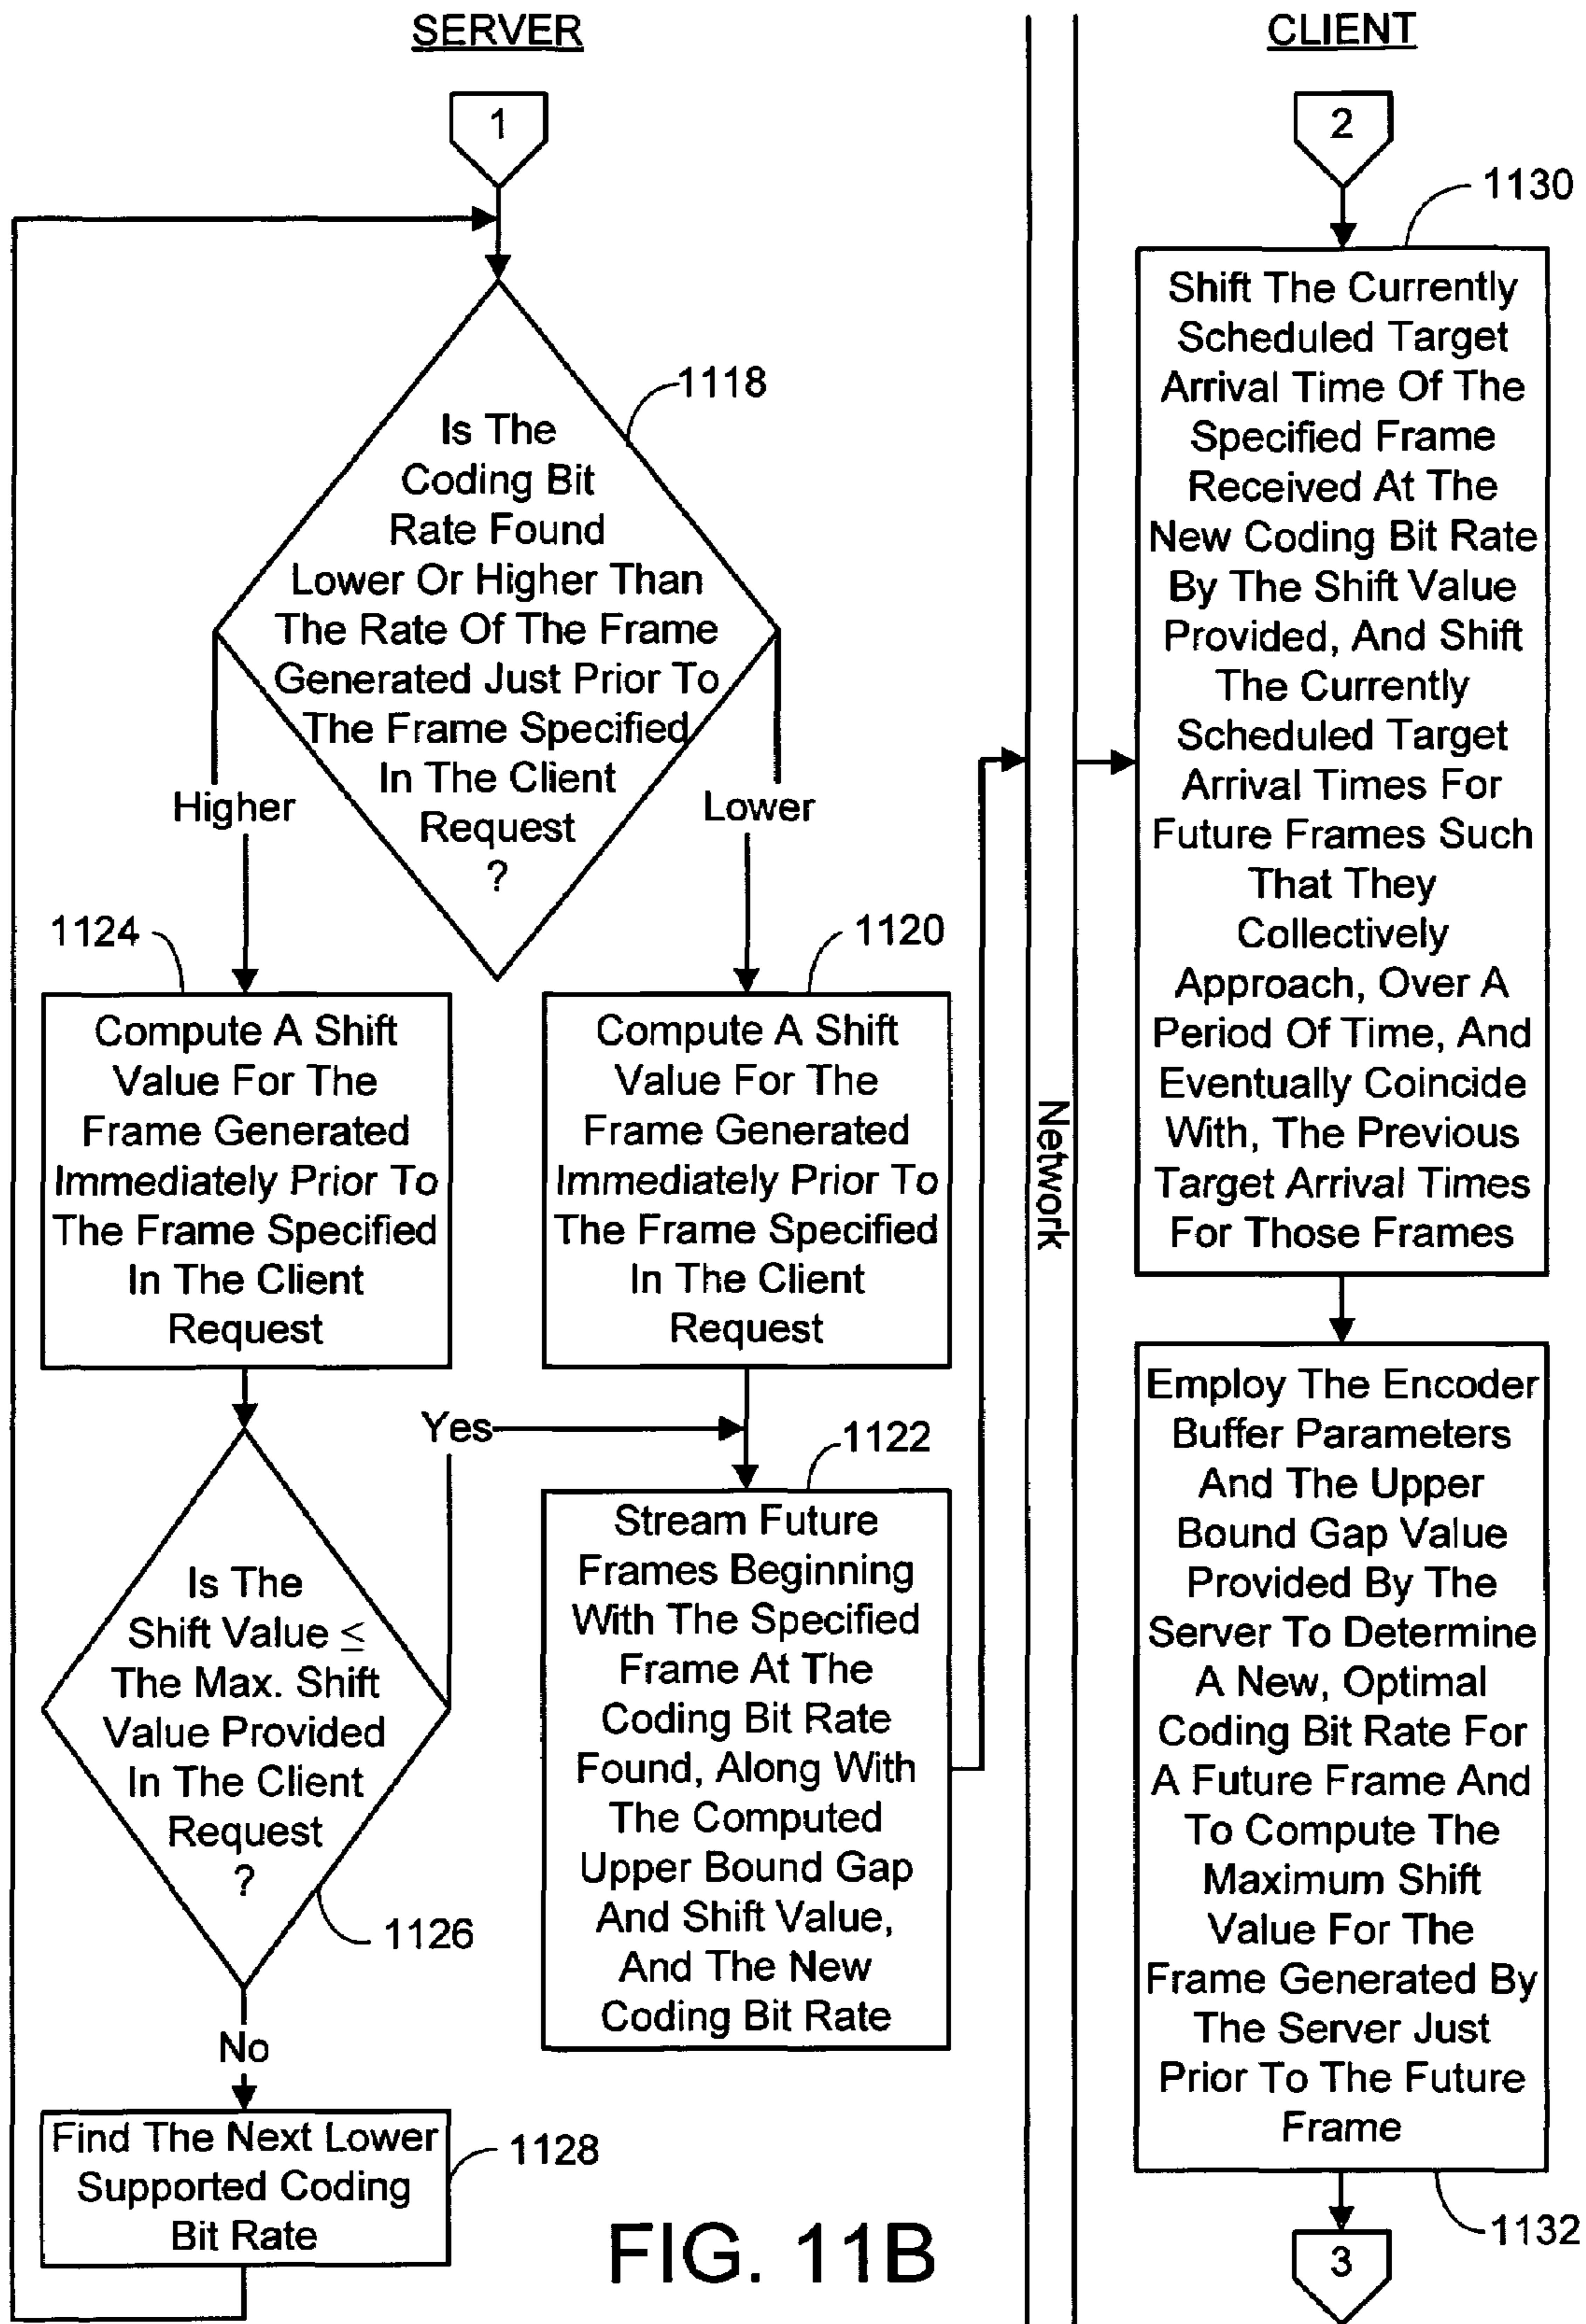 SERVER
1
1118
Is The
Coding Bit
Rate Found
Lower Or Higher Than
The Rate Of The Frame
Generated Just Prior To
The Frame Specified
In The Client
Request
?
Higher
Lower
1124
Compute A Shift
Value For The
Frame Generated
Immediately Prior To
The Frame Specified
In The Client
Request
1120
Compute A Shift
Value For The
Frame Generated
Immediately Prior To
The Frame Specified
In The Client
Request
Yes
1122
Is The
Shift Value ≤
The Max. Shift
Value Provided
In The Client
Request
?
1126
No
Find The Next Lower
Supported Coding
Bit Rate
1128
Stream Future
Frames Beginning
With The Specified
Frame At The
Coding Bit Rate
Found, Along With
The Computed
Upper Bound Gap
And Shift Value,
And The New
Coding Bit Rate
Network
CLIENT
2
1130
Shift The Currently
Scheduled Target
Arrival Time Of The
Specified Frame
Received At The
New Coding Bit Rate
By The Shift Value
Provided, And Shift
The Currently
Scheduled Target
Arrival Times For
Future Frames Such
That They
Collectively
Approach, Over A
Period Of Time, And
Eventually Coincide
With, The Previous
Target Arrival Times
For Those Frames
Employ The Encoder
Buffer Parameters
And The Upper
Bound Gap Value
Provided By The
Server To Determine
A New, Optimal
Coding Bit Rate For
A Future Frame And
To Compute The
Maximum Shift
Value For The
Frame Generated By
The Server Just
Prior To The Future
Frame
1132
3
FIG. 11B